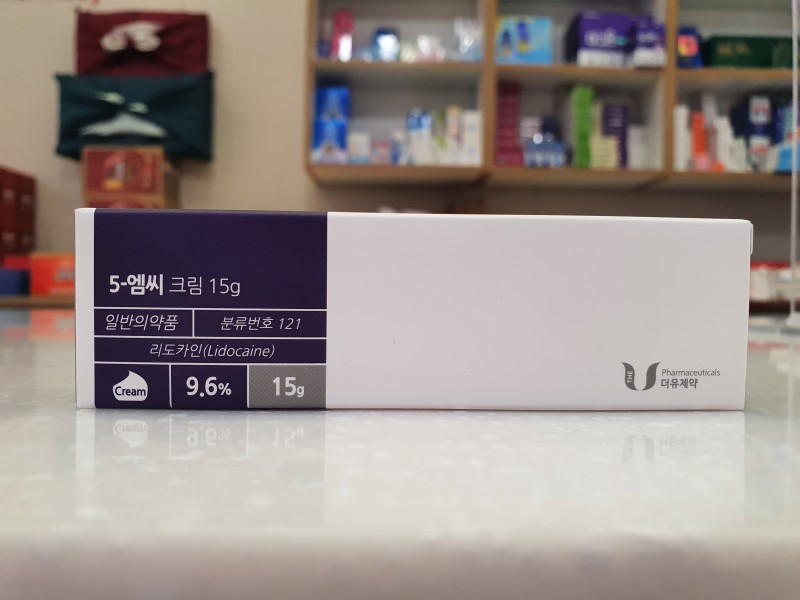 5-엠씨 크림 15g
일반의약품 분류번호 121
리도카인(Lidocaine)
Cream 9.6% 15g
THE Pharmaceuticals
더유제약